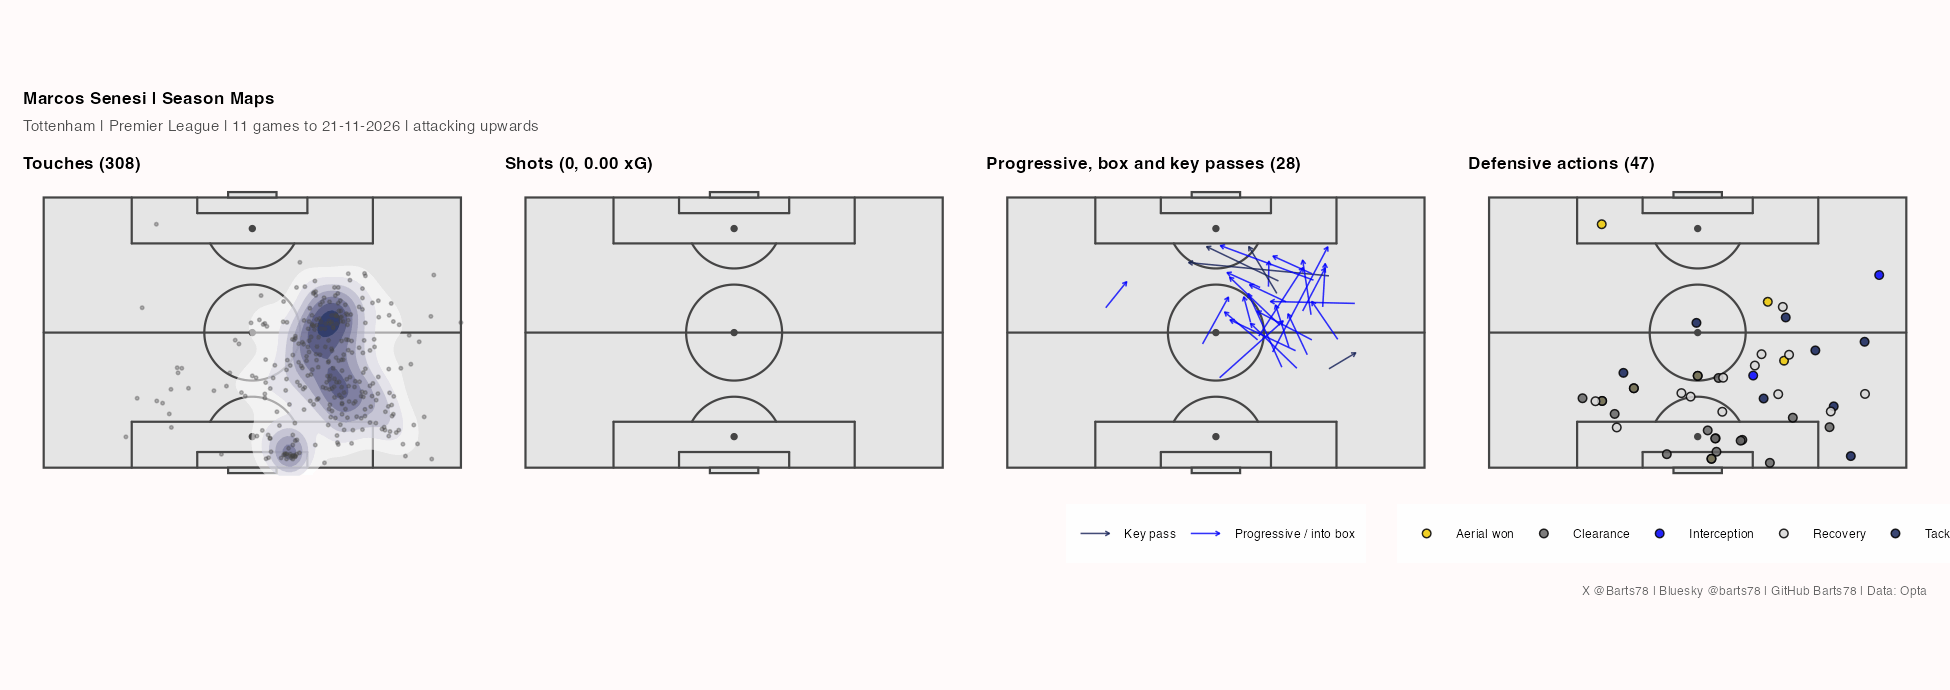 Marcos Senesi | Season Maps
Tottenham | Premier League | 11 games to 21-11-2026 | attacking upwards
Touches (308)
Shots (0, 0.00 xG)
Progressive, box and key passes (28)
Defensive actions (47)
Key pass
Progressive / into box
Aerial won
Clearance
Interception
Recovery
Tack
X @Barts78 | Bluesky @barts78 | GitHub Barts78 | Data: Opta